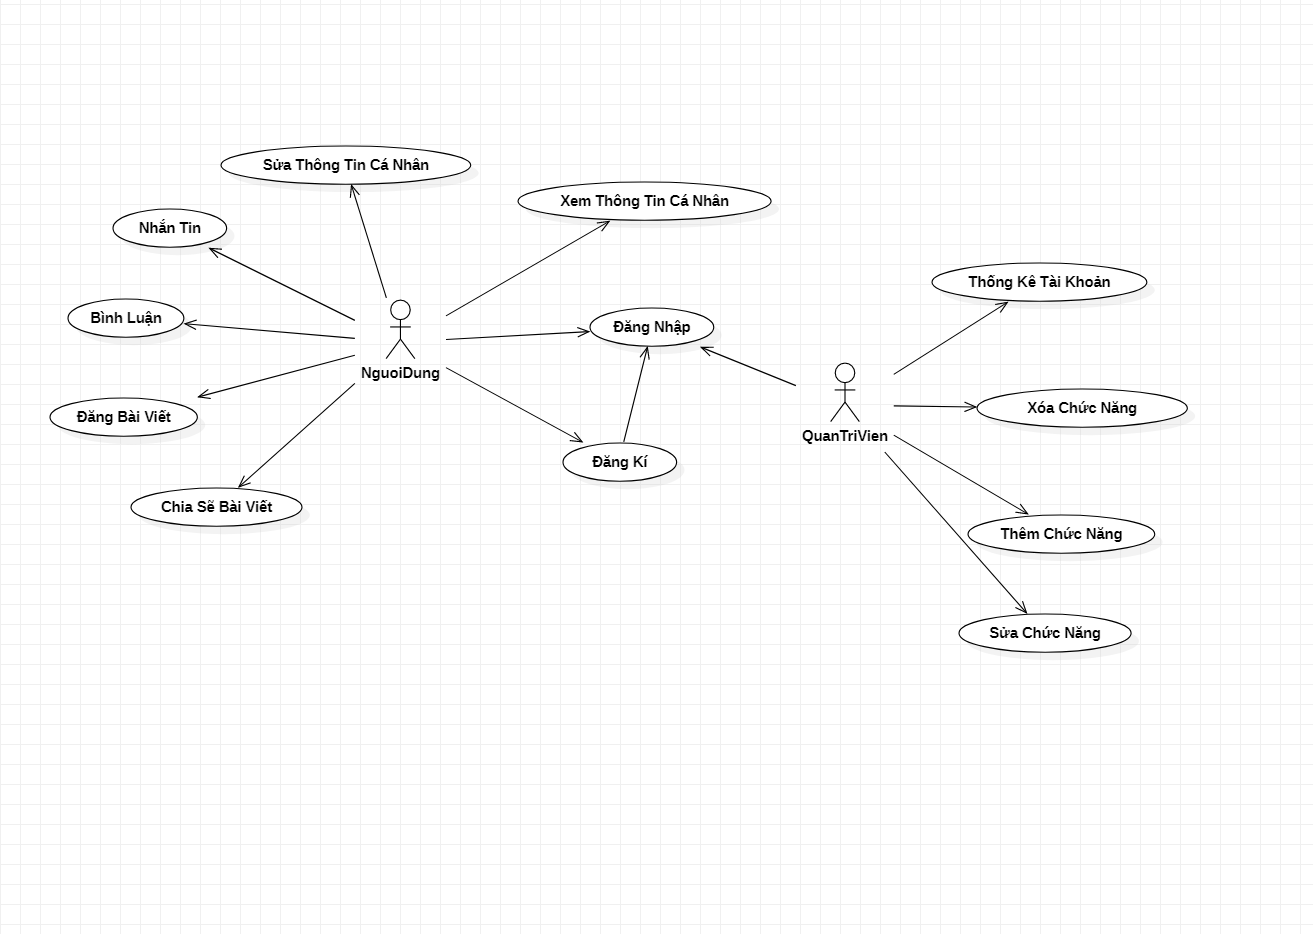 Sửa Thông Tin Cá Nhân
Xem Thông Tin Cá Nhân
Nhắn Tin
Thống Kê Tài Khoản
Bình Luận
Đăng Nhập
NguoiDung
Xóa Chức Năng
Đăng Bài Viết
QuanTriVien
Đăng Kí
Chia Sẽ Bài Viết
Thêm Chức Năng
Sửa Chức Năng